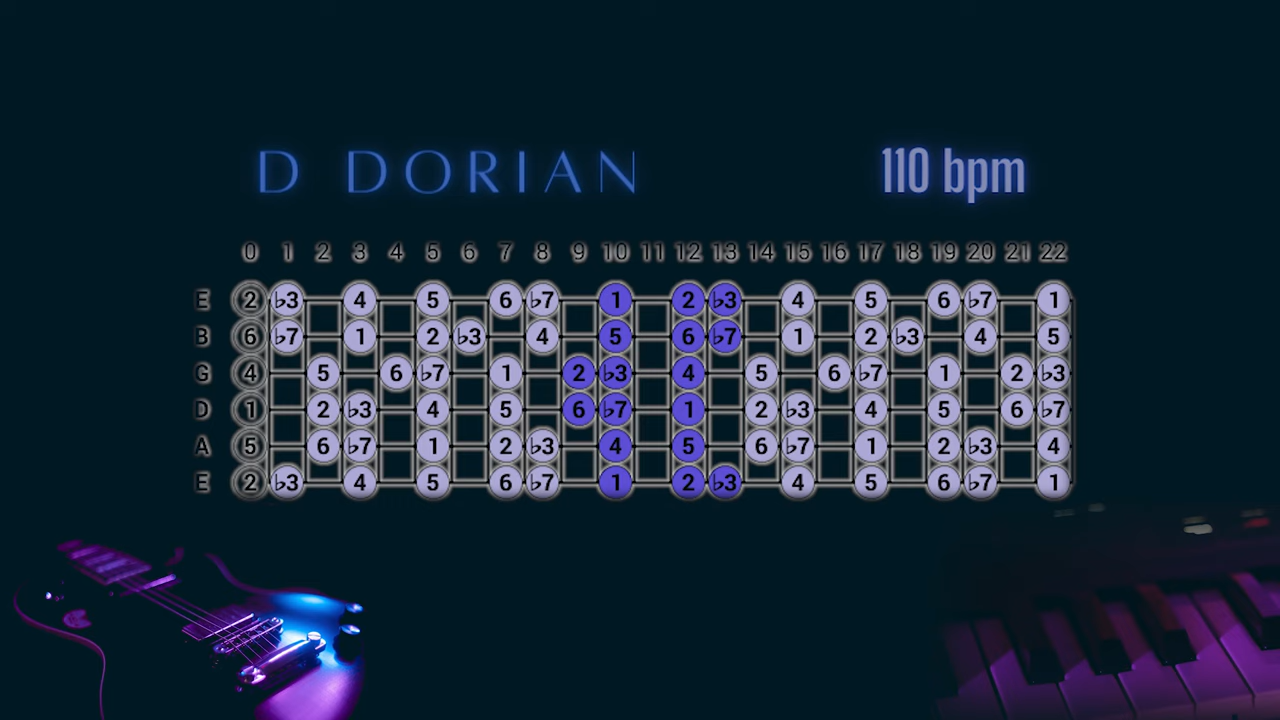 D DORIAN 110 bpm
0 1 2 3 4 5 6 7 8 9 10 11 12 13 14 15 16 17 18 19 20 21 22
E 2 ♭3 4 5 6 ♭7 1 2 ♭3 4 5 6 ♭7 1
B 6 ♭7 1 2 ♭3 4 5 6 ♭7 1 2 ♭3 4 5
G 4 5 6 ♭7 1 2 ♭3 4 5 6 ♭7 1 2 ♭3
D 1 2 ♭3 4 5 6 ♭7 1 2 ♭3 4 5 6 ♭7
A 5 6 ♭7 1 2 ♭3 4 5 6 ♭7 1 2 ♭3 4
E 2 ♭3 4 5 6 ♭7 1 2 ♭3 4 5 6 ♭7 1